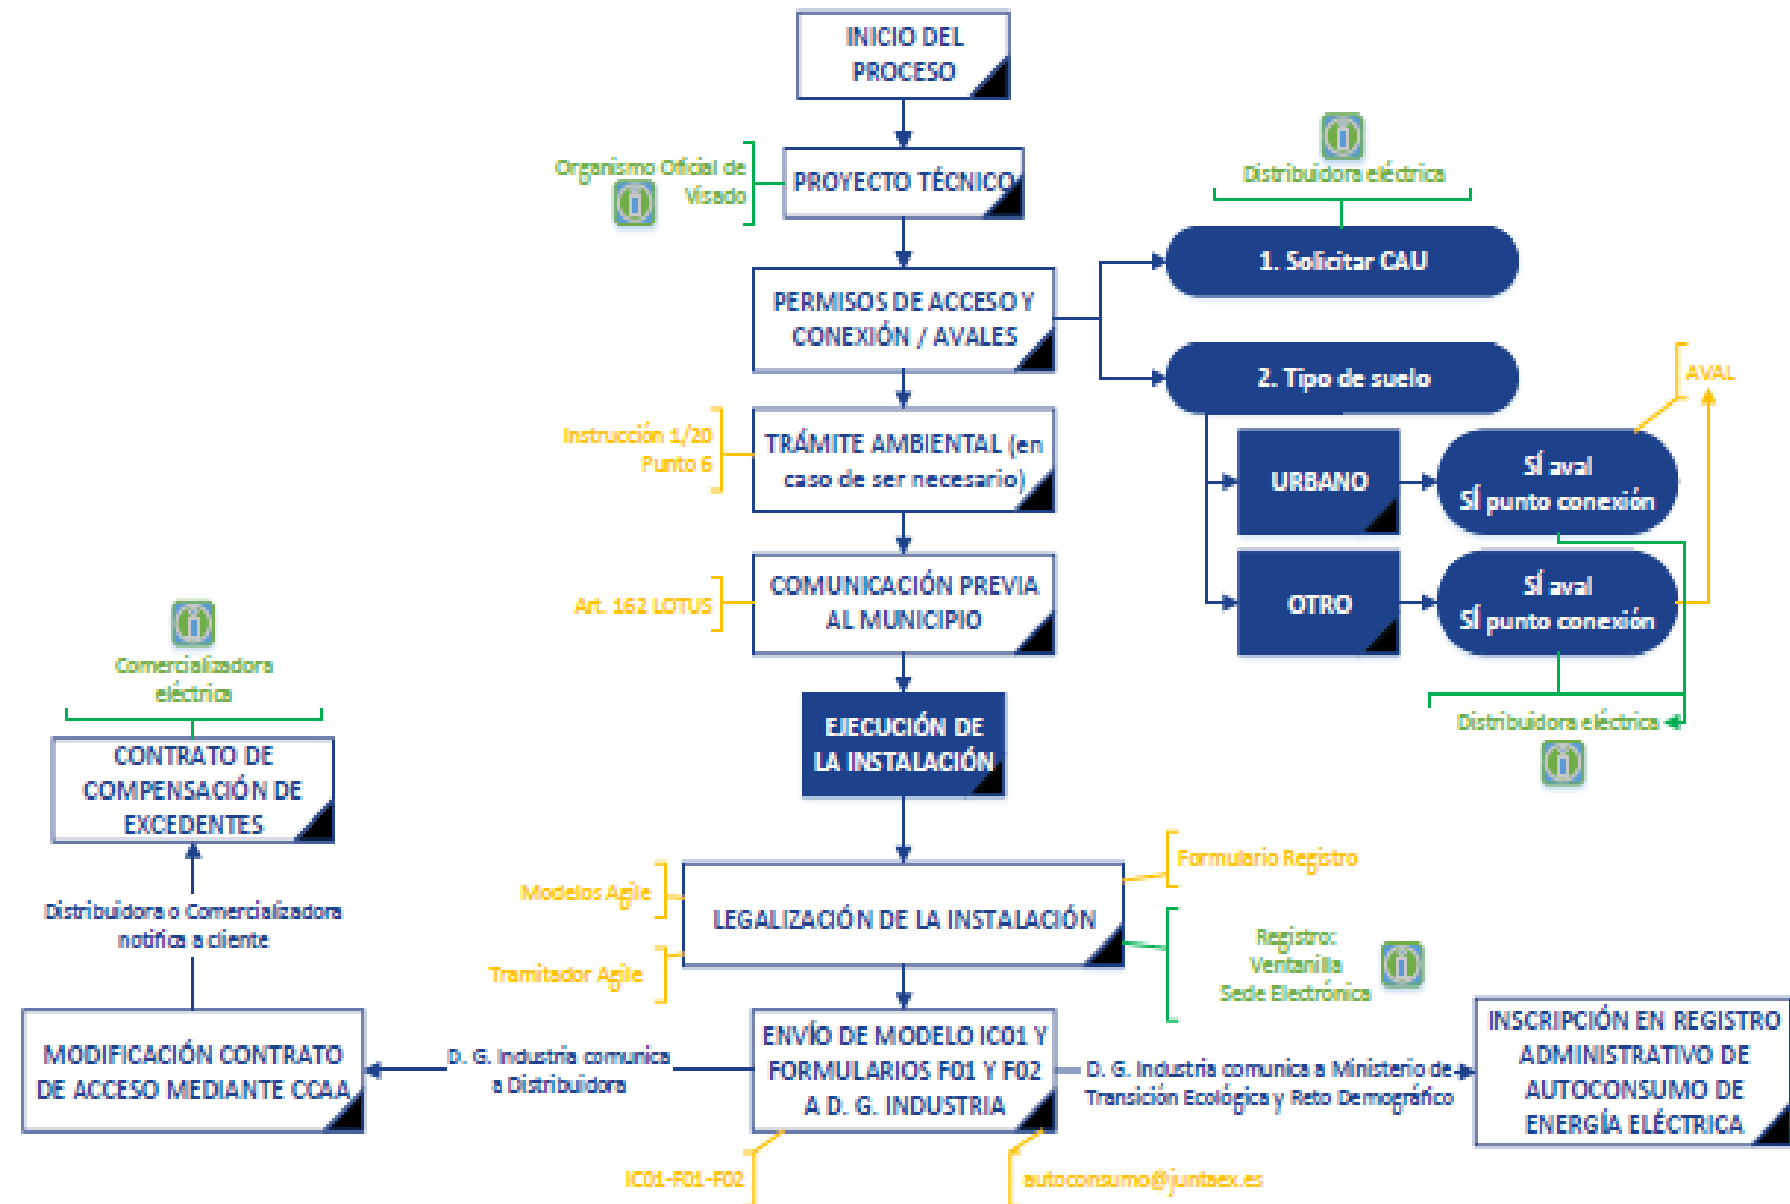 INICIO DEL
PROCESO
Organismo Oficial de
Visado
PROYECTO TÉCNICO
Distribuidora eléctrica
1. Solicitar CAU
PERMISOS DE ACCESO Y
CONEXIÓN / AVALES
2. Tipo de suelo
AVAL
Instrucción 1/20
Punto 6
TRÁMITE AMBIENTAL (en
caso de ser necesario)
URBANO
SÍ aval
SÍ punto conexión
Art. 162 LOTUS
COMUNICACIÓN PREVIA
AL MUNICIPIO
OTRO
SÍ aval
SÍ punto conexión
Distribuidora eléctrica
Comercializadora
eléctrica
CONTRATO DE
COMPENSACIÓN DE
EXCEDENTES
EJECUCIÓN DE
LA INSTALACIÓN
Distribuidora o Comercializadora
notifica a cliente
Modelos Agile
Tramitador Agile
LEGALIZACIÓN DE LA INSTALACIÓN
Formulario Registro
Registro:
Ventanilla
Sede Electrónica
MODIFICACIÓN CONTRATO
DE ACCESO MEDIANTE CCAA
D. G. Industria comunica
a Distribuidora
ENVÍO DE MODELO IC01 Y
FORMULARIOS F01 Y F02
A D. G. INDUSTRIA
D. G. Industria comunica a Ministerio de
Transición Ecológica y Reto Demográfico
INSCRIPCIÓN EN REGISTRO
ADMINISTRATIVO DE
AUTOCONSUMO DE
ENERGÍA ELÉCTRICA
IC01-F01-F02
autoconsumo@juntaex.es